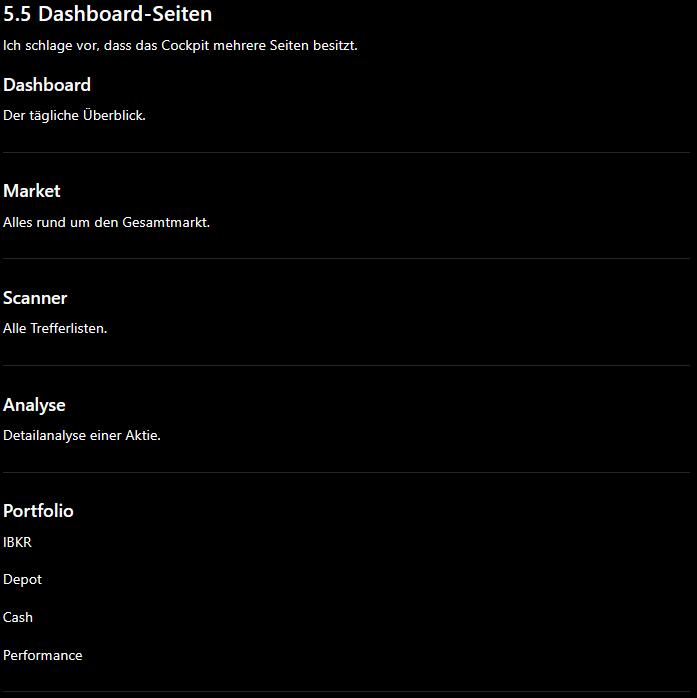 5.5 Dashboard-Seiten
Ich schlage vor, dass das Cockpit mehrere Seiten besitzt.
Dashboard
Der tägliche Überblick.
Market
Alles rund um den Gesamtmarkt.
Scanner
Alle Trefferlisten.
Analyse
Detailanalyse einer Aktie.
Portfolio
IBKR
Depot
Cash
Performance